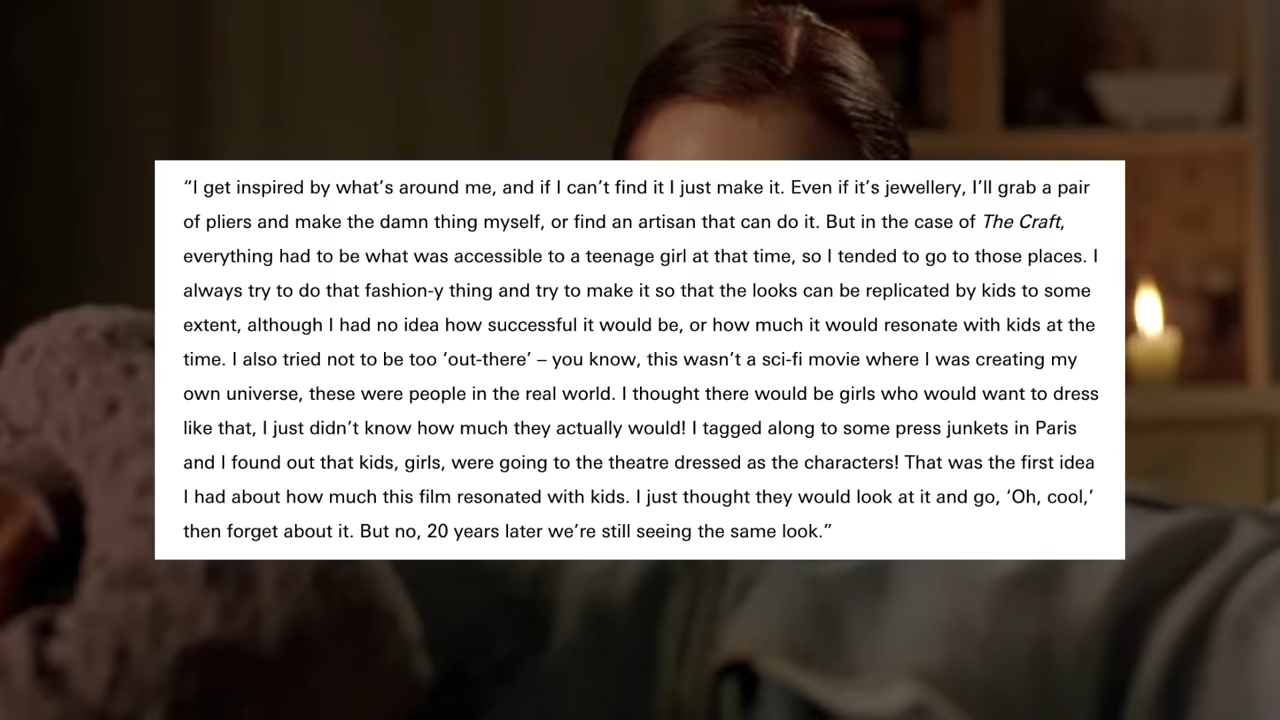 “I get inspired by what’s around me, and if I can’t find it I just make it. Even if it’s jewellery, I’ll grab a pair
of pliers and make the damn thing myself, or find an artisan that can do it. But in the case of The Craft,
everything had to be what was accessible to a teenage girl at that time, so I tended to go to those places. I
always try to do that fashion-y thing and try to make it so that the looks can be replicated by kids to some
extent, although I had no idea how successful it would be, or how much it would resonate with kids at the
time. I also tried not to be too ‘out-there’ – you know, this wasn’t a sci-fi movie where I was creating my
own universe, these were people in the real world. I thought there would be girls who would want to dress
like that, I just didn’t know how much they actually would! I tagged along to some press junkets in Paris
and I found out that kids, girls, were going to the theatre dressed as the characters! That was the first idea
I had about how much this film resonated with kids. I just thought they would look at it and go, ‘Oh, cool,’
then forget about it. But no, 20 years later we’re still seeing the same look.”